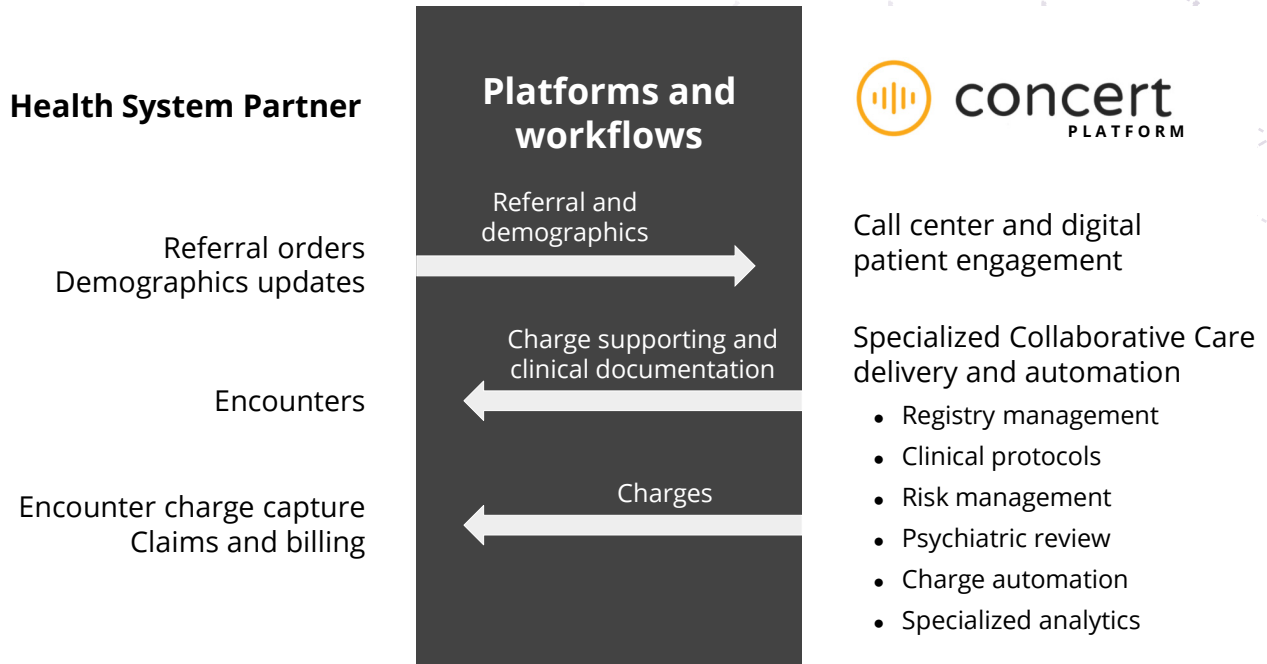 Health System Partner
Referral orders
Demographics updates
Encounters
Encounter charge capture
Claims and billing
Platforms and
workflows
Referral and
demographics
Charge supporting and
clinical documentation
Charges
concert
PLATFORM
Call center and digital
patient engagement
Specialized Collaborative Care
delivery and automation
• Registry management
• Clinical protocols
• Risk management
• Psychiatric review
• Charge automation
• Specialized analytics